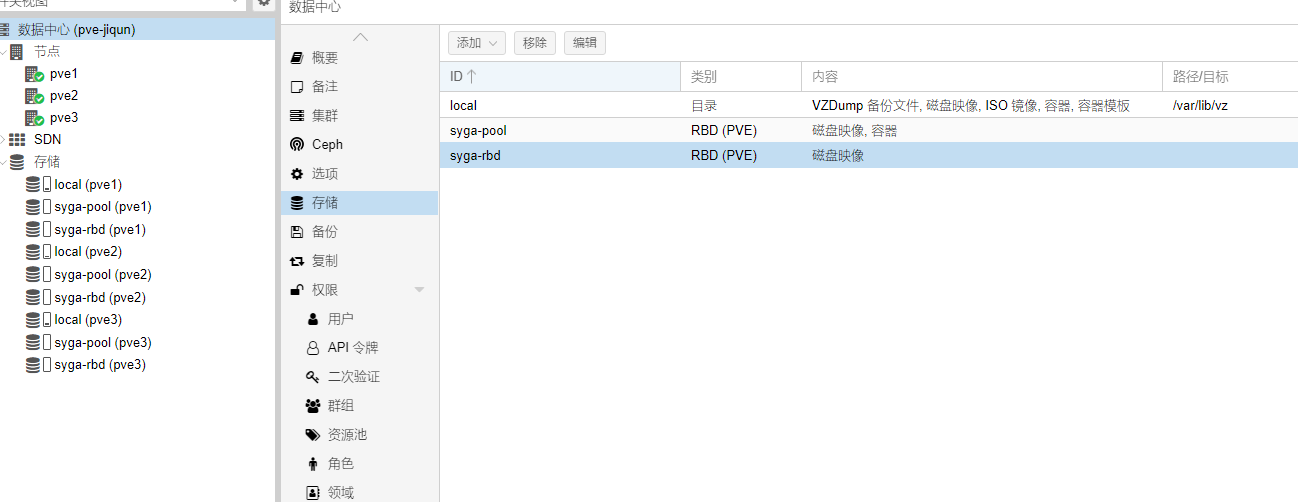 数据中心
数据中心 (pve-jiqun)
节点
pve1
pve2
pve3
SDN
存储
local (pve1)
syga-pool (pve1)
syga-rbd (pve1)
local (pve2)
syga-pool (pve2)
syga-rbd (pve2)
local (pve3)
syga-pool (pve3)
syga-rbd (pve3)
概要
备注
集群
Ceph
选项
存储
备份
复制
权限
用户
API 令牌
二次验证
群组
资源池
角色
领域
添加 移除 编辑
ID 类别 内容 路径/目标
local 目录 VZDump 备份文件, 磁盘映像, ISO 镜像, 容器, 容器模板 /var/lib/vz
syga-pool RBD (PVE) 磁盘映像, 容器
syga-rbd RBD (PVE) 磁盘映像